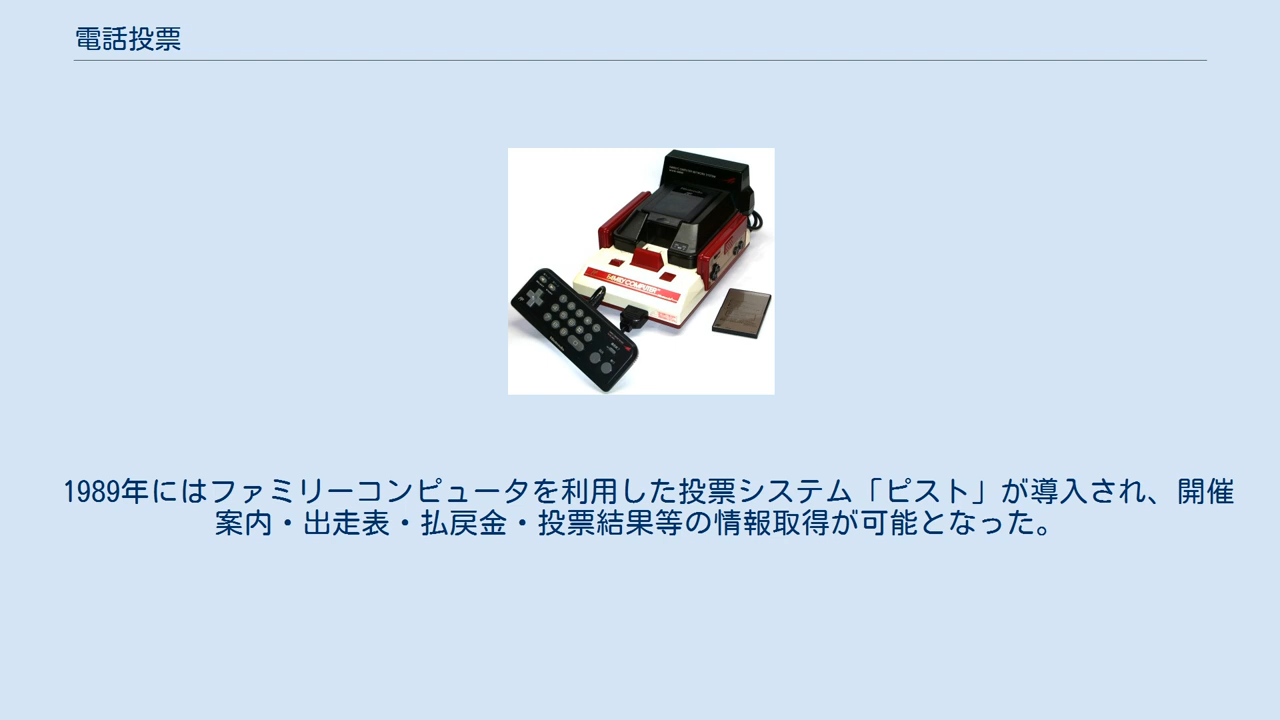 電話投票
FAMILY COMPUTER
1989年にはファミリーコンピュータを利用した投票システム「ピスト」が導入され、開催
案内・出走表・払戻金・投票結果等の情報取得が可能となった。